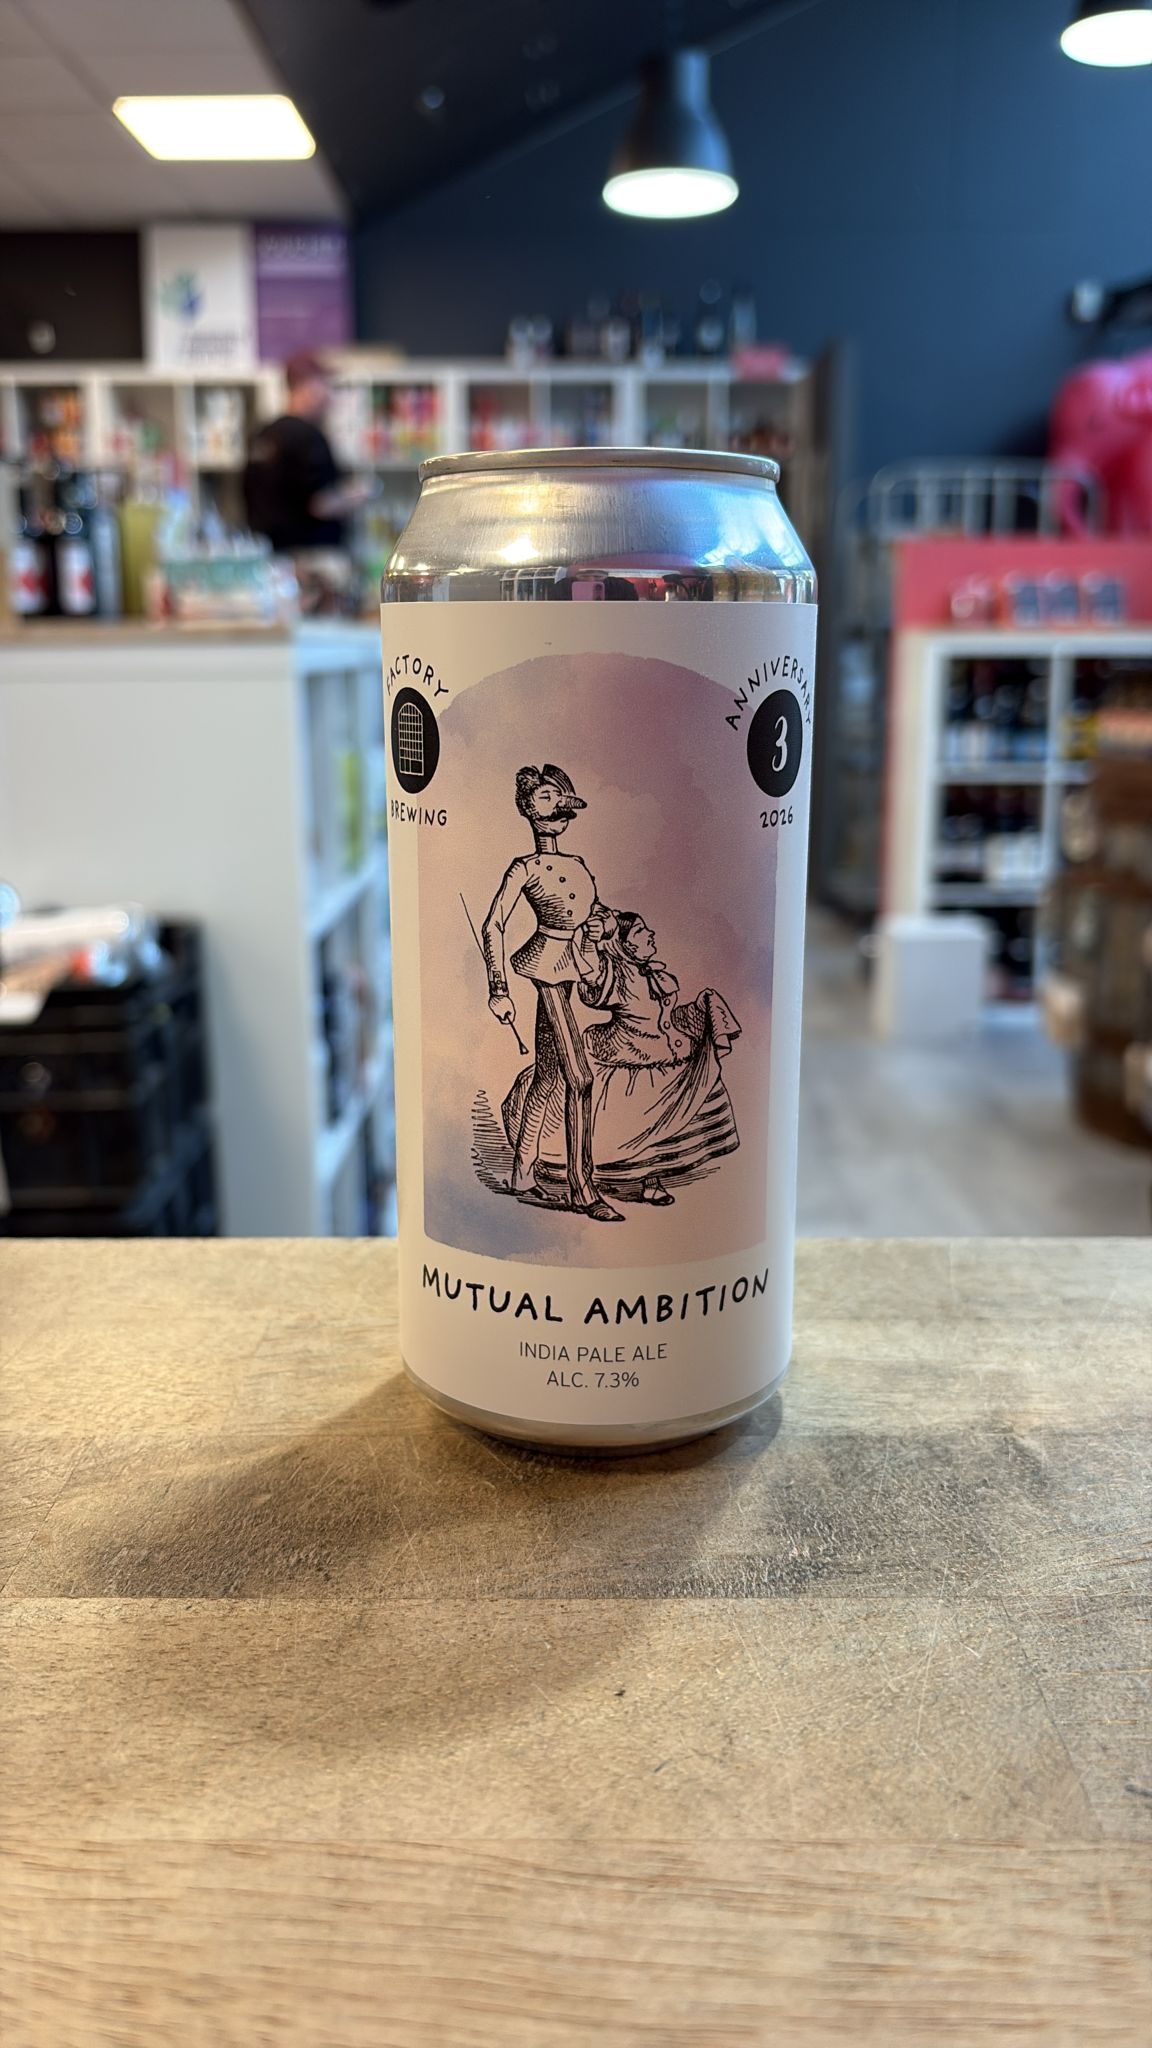 FACTORY
BREWING
ANNIVERSARY
3
2026
MUTUAL AMBITION
INDIA PALE ALE
ALC. 7.3%